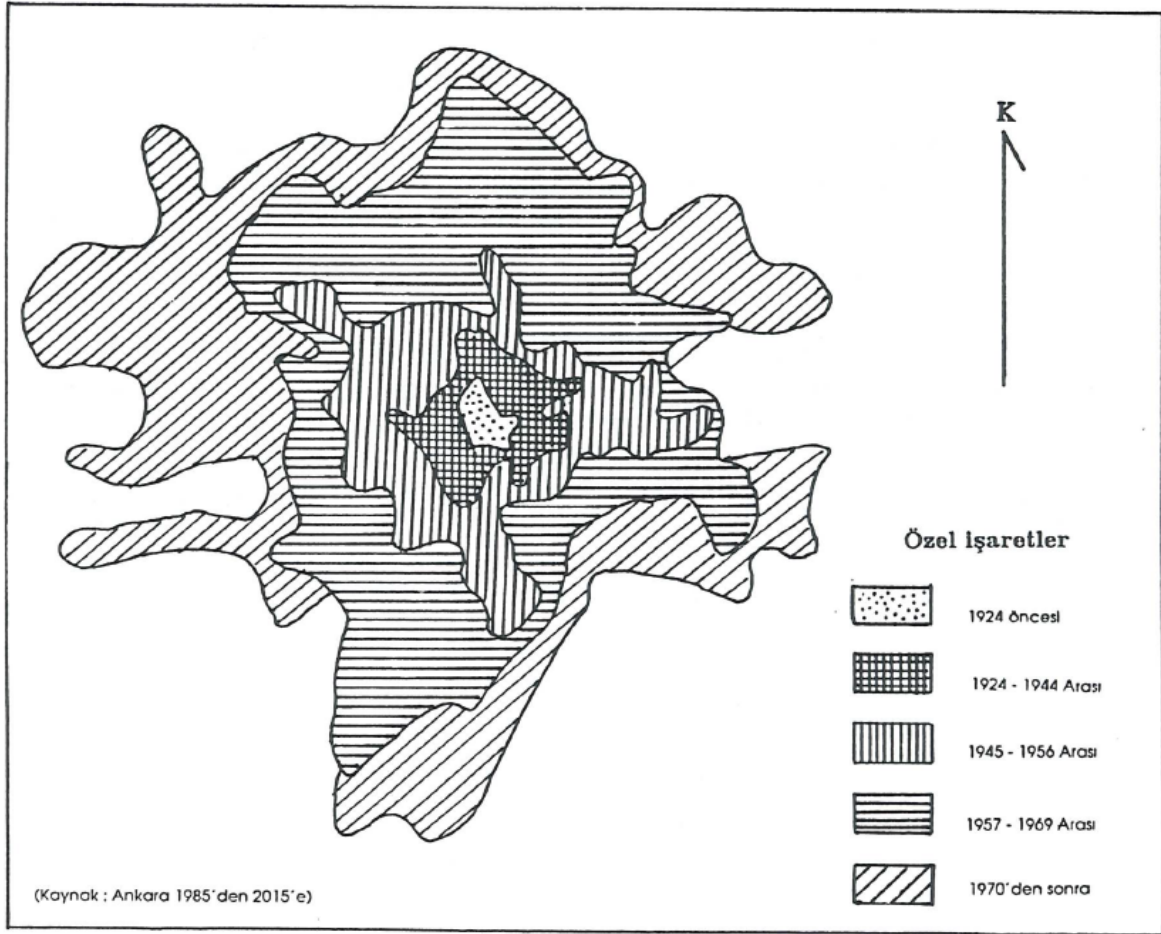 K
Özel işaretler
1924 öncesi
1924 - 1944 Arası
1945 - 1956 Arası
1957 - 1969 Arası
1970'den sonra
(Kaynak : Ankara 1985'den 2015'e)